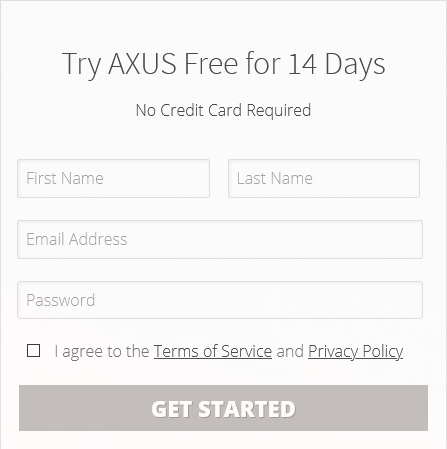 Try AXUS Free for 14 Days
No Credit Card Required
First Name
Last Name
Email Address
Password
I agree to the Terms of Service and Privacy Policy
GET STARTED